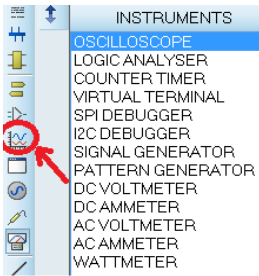 INSTRUMENTS
OSCILLOSCOPE
LOGIC ANALYSER
COUNTER TIMER
VIRTUAL TERMINAL
SPI DEBUGGER
I2C DEBUGGER
SIGNAL GENERATOR
PATTERN GENERATOR
DC VOLTMETER
DC AMMETER
AC VOLTMETER
AC AMMETER
WATTMETER